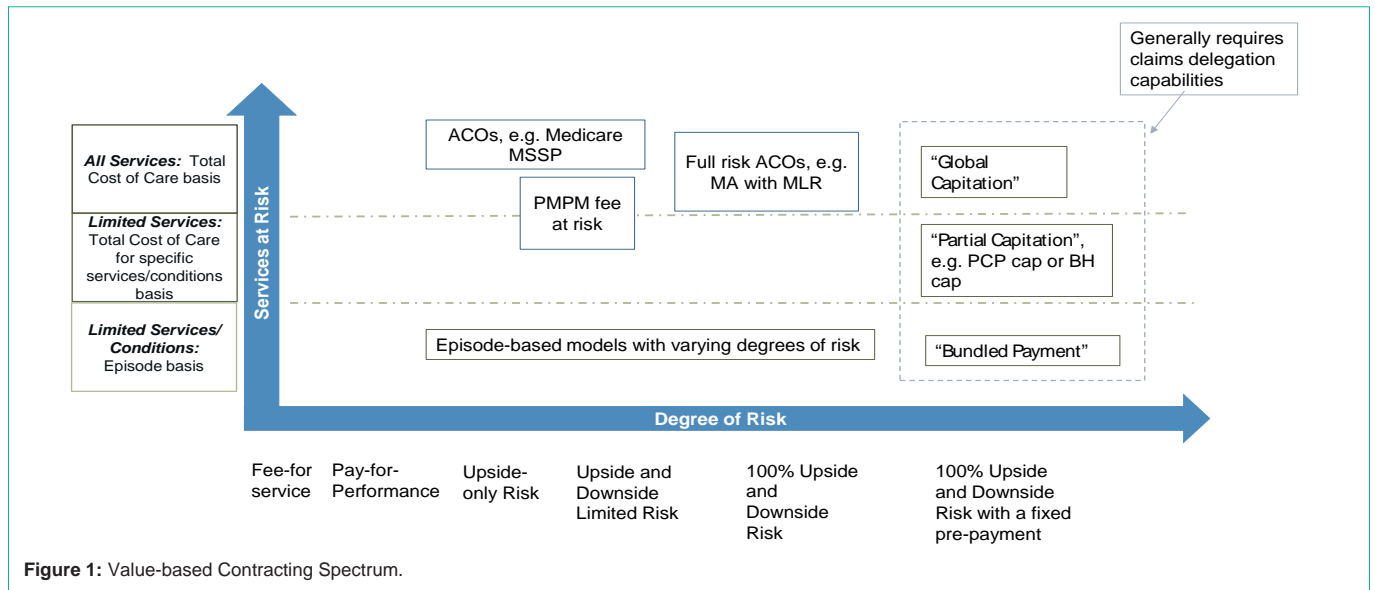 Generally requires
claims delegation
capabilities
All Services: Total
Cost of Care basis
Limited Services:
Total Cost of Care
for specific
services/conditions
basis
Limited Services/
Conditions:
Episode basis
Services at Risk
ACOs, e.g. Medicare
MSSP
PMPM fee
at risk
Full risk ACOs, e.g.
MA with MLR
“Global
Capitation”
“Partial Capitation”,
e.g. PCP cap or BH
cap
Episode-based models with varying degrees of risk
“Bundled Payment”
Degree of Risk
Fee-for
service
Pay-for-
Performance
Upside-
only Risk
Upside and
Downside
Limited Risk
100% Upside
and
Downside
Risk
100% Upside
and Downside
Risk with a fixed
pre-payment
Figure 1: Value-based Contracting Spectrum.